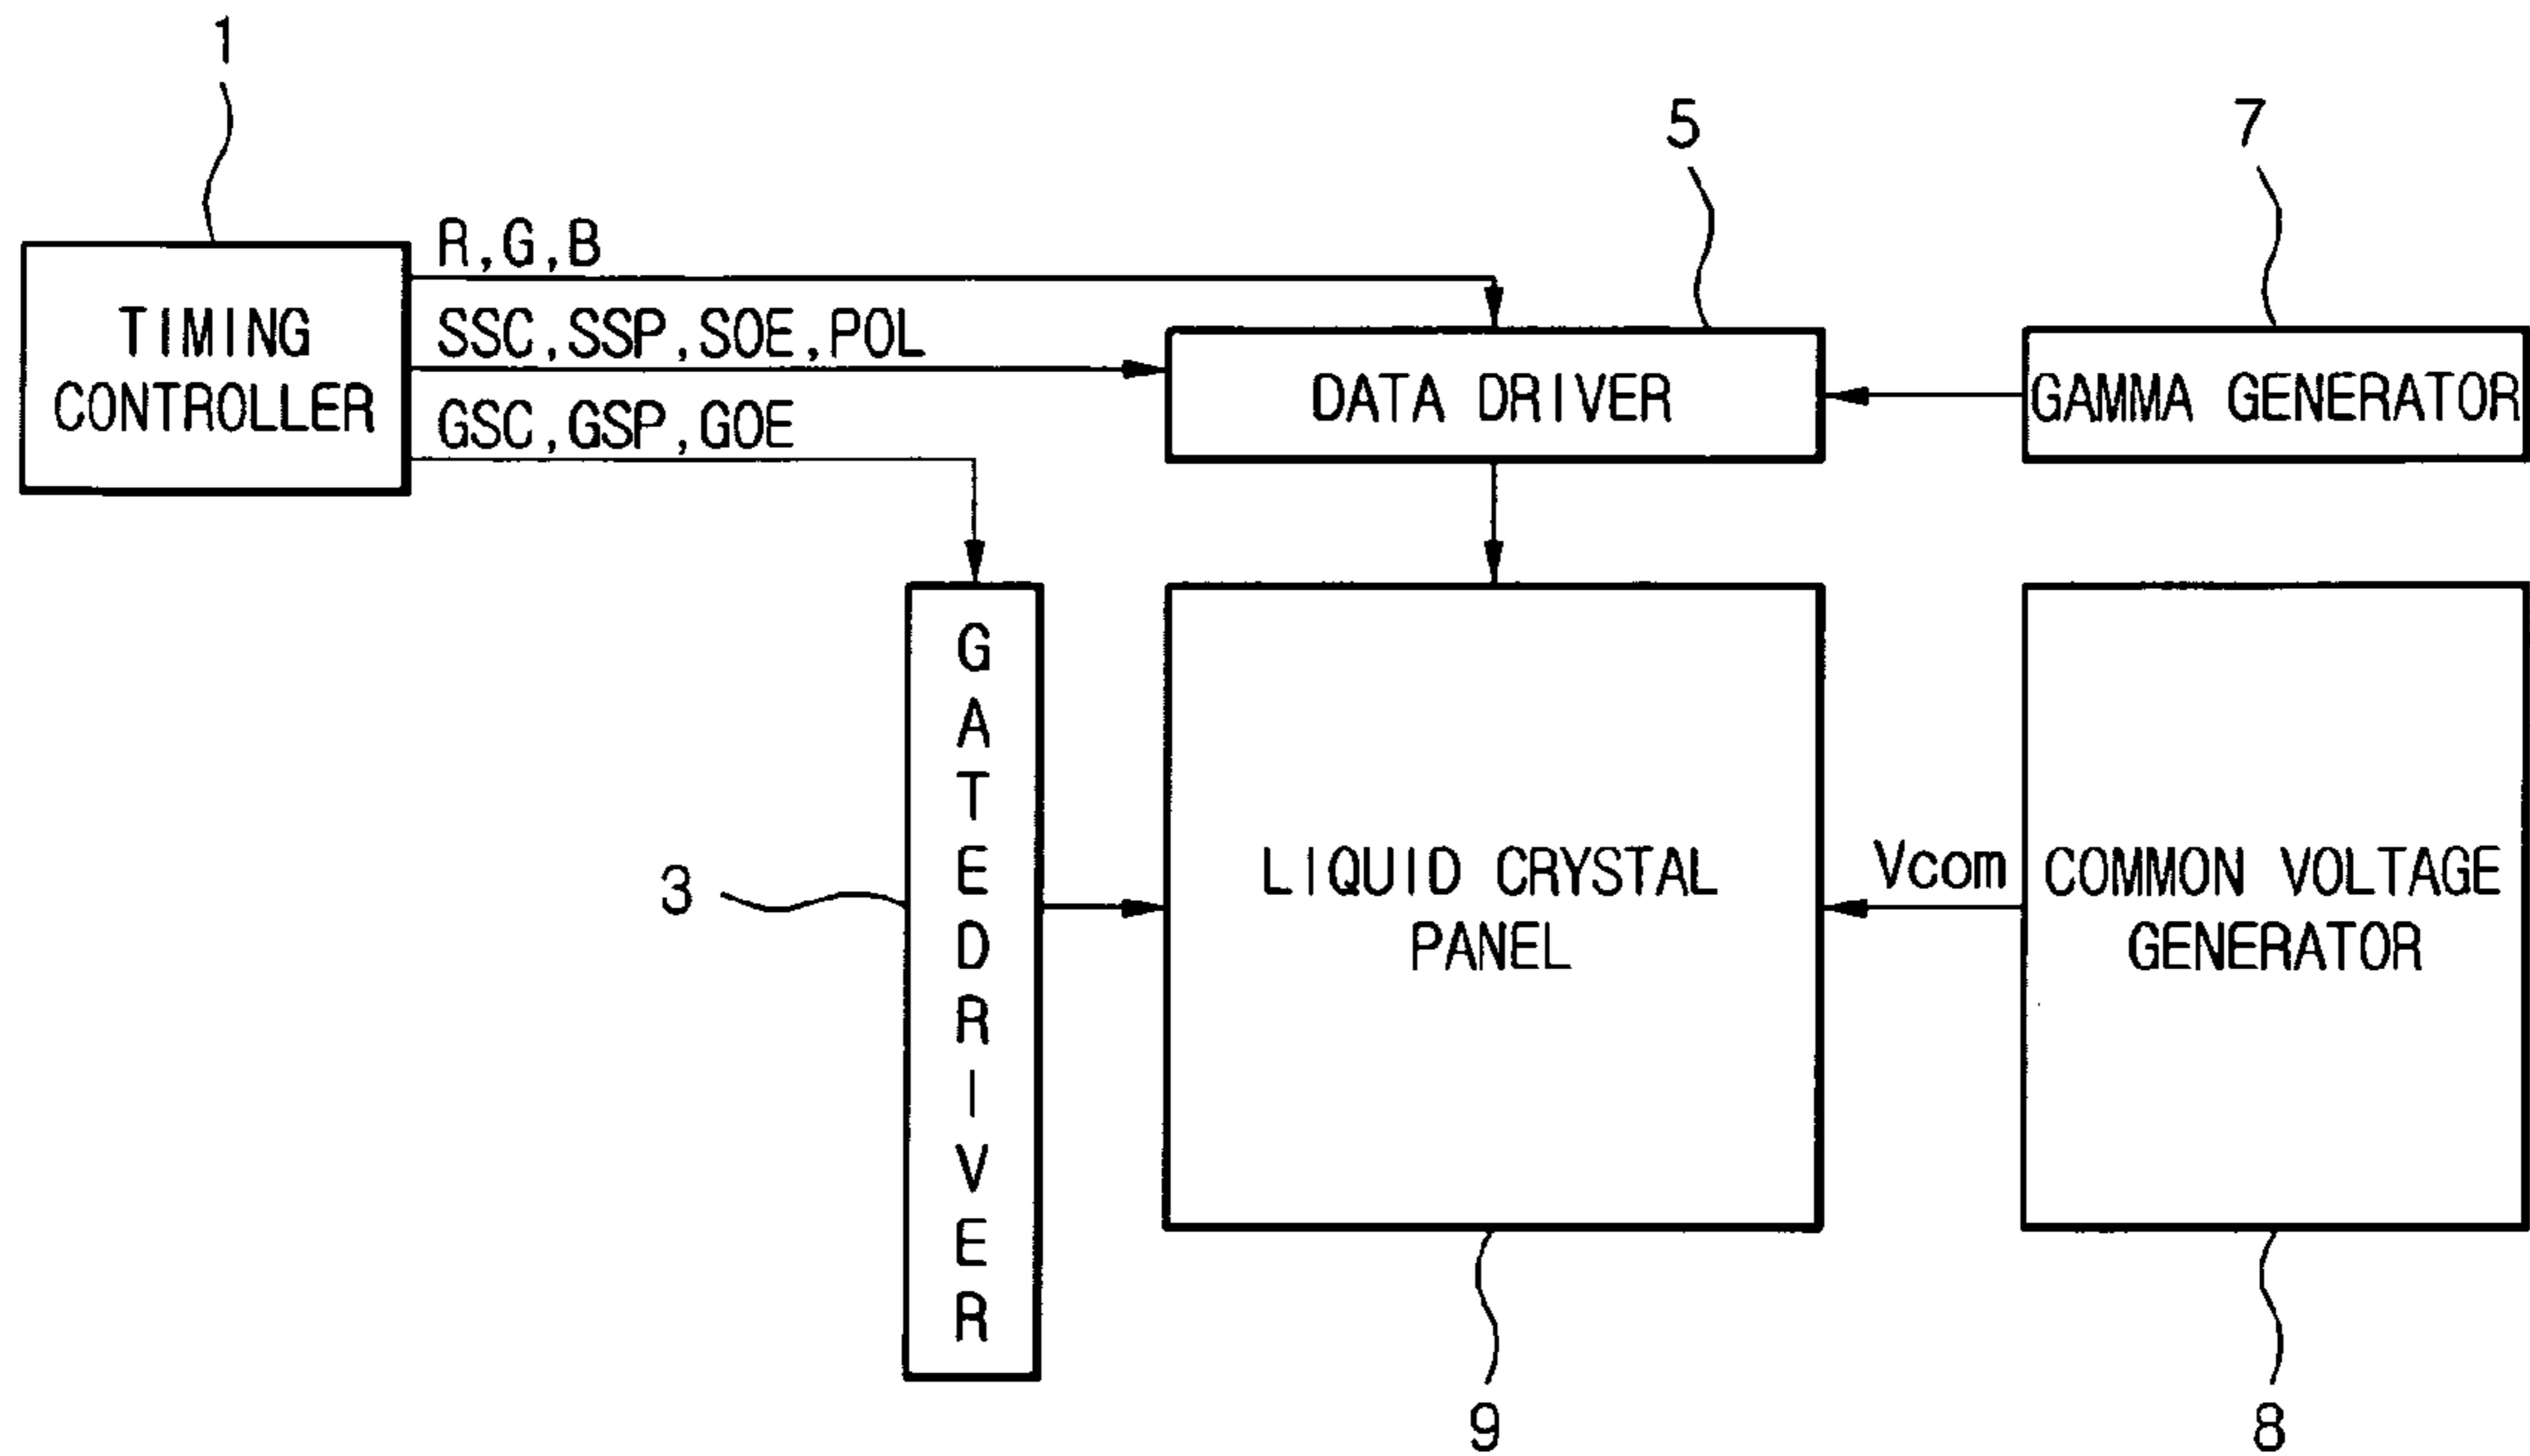 1
5
7
R,G,B
TIMING
CONTROLLER
SSC,SSP,SOE,POL
GSC,GSP,GOE
DATA DRIVER
GAMMA GENERATOR
G
A
T
E
D
R
I
V
E
R
3
LIQUID CRYSTAL
PANEL
Vcom
COMMON VOLTAGE
GENERATOR
9
8